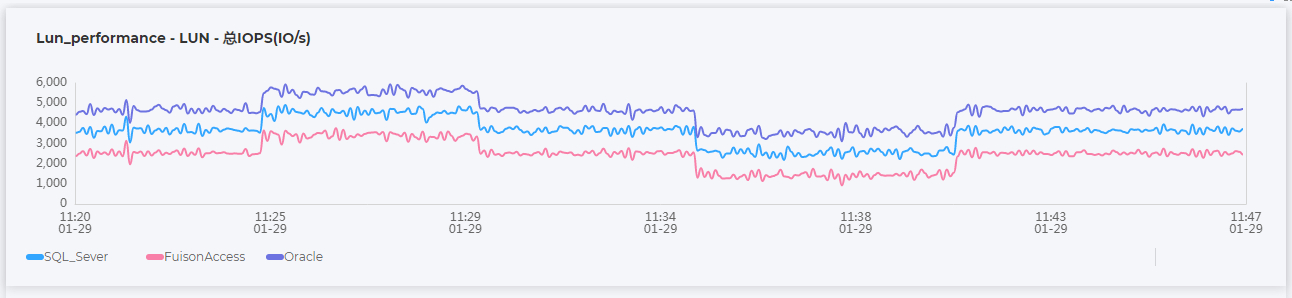 Lun_performance - LUN - 总IOPS(IO/s)
6,000
5,000
4,000
3,000
2,000
1,000
0
11:20 11:25 11:29 11:34 11:38 11:43 11:47
01-29 01-29 01-29 01-29 01-29 01-29 01-29
SQL_Sever FuisonAccess Oracle